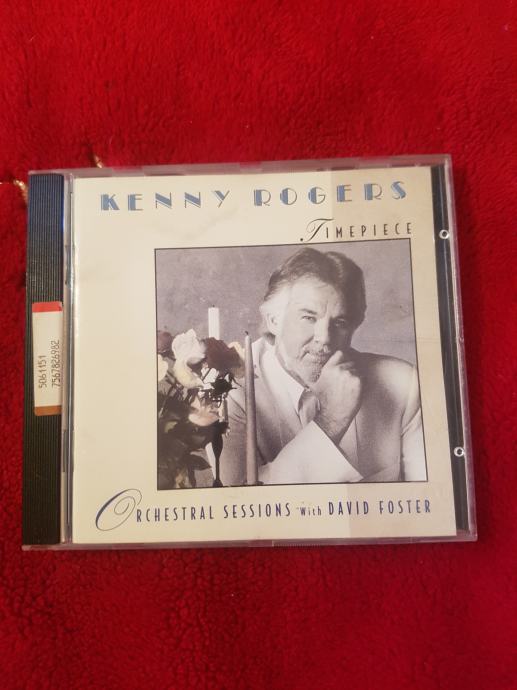 KENNY ROGERS
TIMEPIECE
5061151
7567826982
ORCHESTRAL SESSIONS With DAVID FOSTER